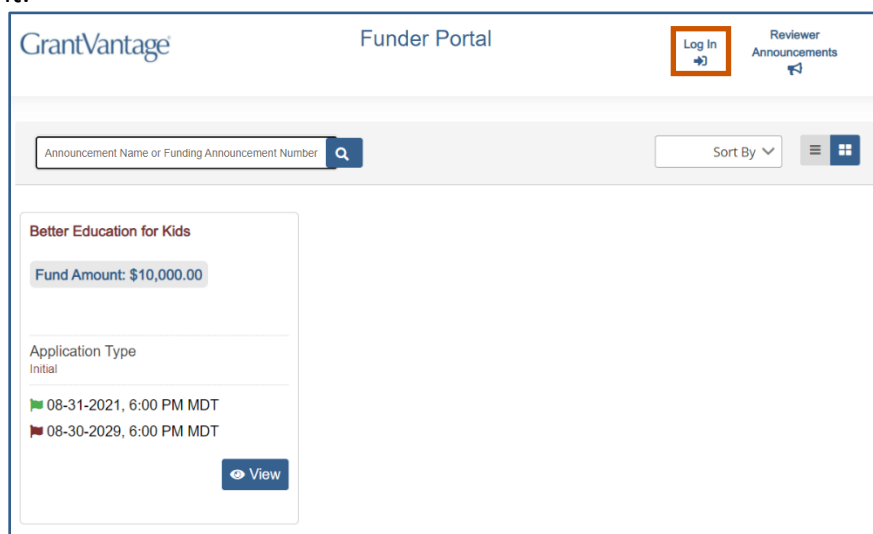 it.
GrantVantage
Funder Portal
Log In
Reviewer
Announcements
Announcement Name or Funding Announcement Number
Sort By
Better Education for Kids
Fund Amount: $10,000.00
Application Type
Initial
08-31-2021, 6:00 PM MDT
08-30-2029, 6:00 PM MDT
View